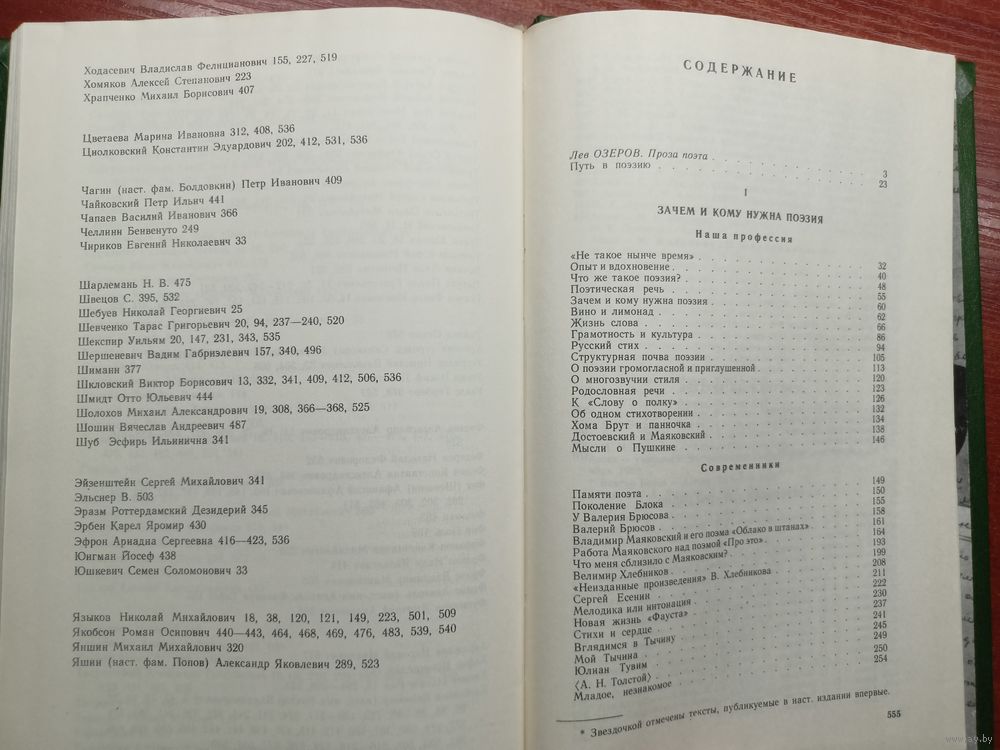 Ходасевич Владислав Фелицианович 155, 227, 519
Хомяков Алексей Степанович 223
Храпченко Михаил Борисович 407
Цветаева Марина Ивановна 312, 408, 536
Циолковский Константин Эдуардович 202, 412, 531, 536
Чагин (наст. фам. Болдовкин) Петр Иванович 409
Чайковский Петр Ильич 441
Чапаев Василий Иванович 366
Челлини Бенвенуто 249
Чириков Евгений Николаевич 33
Шарлемань Н. В. 475
Швецов С. 395, 532
Шебуев Николай Георгиевич 25
Шевченко Тарас Григорьевич 20, 94, 237—240, 520
Шекспир Уильям 20, 147, 231, 343, 535
Шершеневич Вадим Габриэлевич 157, 340, 496
Шиманн 377
Шкловский Виктор Борисович 13, 332, 341, 409, 412, 506, 536
Шмидт Отто Юльевич 444
Шолохов Михаил Александрович 19, 308, 366—368, 525
Шошин Вячеслав Андреевич 487
Шуб Эсфирь Ильинична 341
Эйзенштейн Сергей Михайлович 341
Эльснер В. 503
Эразм Роттердамский Дезидерий 345
Эрбен Карел Яромир 430
Эфрон Ариадна Сергеевна 416—423, 536
Юнгман Йосеф 438
Юшкевич Семен Соломонович 33
Языков Николай Михайлович 18, 38, 120, 121, 149, 223, 501, 509
Якобсон Роман Осипович 440—443, 464, 468, 469, 476, 483, 539, 540
Яншин Михаил Михайлович 320
Яшин (наст. фам. Попов) Александр Яковлевич 289, 523
СОДЕРЖАНИЕ
Лев ОЗЕРОВ. Проза поэта . . . . . . . . 3
Путь в поэзию . . . . . . . . . . 23
I
ЗАЧЕМ И КОМУ НУЖНА ПОЭЗИЯ
Наша профессия
«Не такое нынче время» . . . . . . . . 32
Опыт и вдохновение . . . . . . . . 40
Что же такое поэзия? . . . . . . . . 48
Поэтическая речь . . . . . . . . 55
Зачем и кому нужна поэзия . . . . . . . . 60
Вино и лимонад . . . . . . . . 62
Жизнь слова . . . . . . . . 66
Грамотность и культура . . . . . . . . 86
Русский стих . . . . . . . . 94
Структурная почва поэзии . . . . . . . . 105
О поэзии громогласной и приглушенной . . . . . . 113
О многозвучии стиля . . . . . . . . 120
Родословная речи . . . . . . . . 123
К «Слову о полку» . . . . . . . . 126
Об одном стихотворении . . . . . . . . 132
Хома Брут и панночка . . . . . . . . 134
Достоевский и Маяковский . . . . . . . . 138
Мысли о Пушкине . . . . . . . . 146
Современники
Памяти поэта . . . . . . . . 149
Поколение Блока . . . . . . . . 150
У Валерия Брюсова . . . . . . . . 155
Валерий Брюсов . . . . . . . . 158
Владимир Маяковский и его поэма «Облако в штанах» . . . 161
Работа Маяковского над поэмой «Про это» . . . . . 164
Что меня сблизило с Маяковским? . . . . . . 193
Велимир Хлебников . . . . . . . . 199
«Неизданные произведения» В. Хлебникова . . . . . 208
Сергей Есенин . . . . . . . . 211
Мелодика или интонация . . . . . . . . 222
Новая жизнь «Фауста» . . . . . . . . 230
Стихи и сердце . . . . . . . . 237
Вглядимся в Тычину . . . . . . . . 241
Мой Тычина . . . . . . . . 245
Юлиан Тувим . . . . . . . . 249
〈А. Н. Толстой〉 . . . . . . . . 250
Младое, незнакомое . . . . . . . . 254
* Звездочкой отмечены тексты, публикуемые в наст. издании впервые.
555
www.ay.by